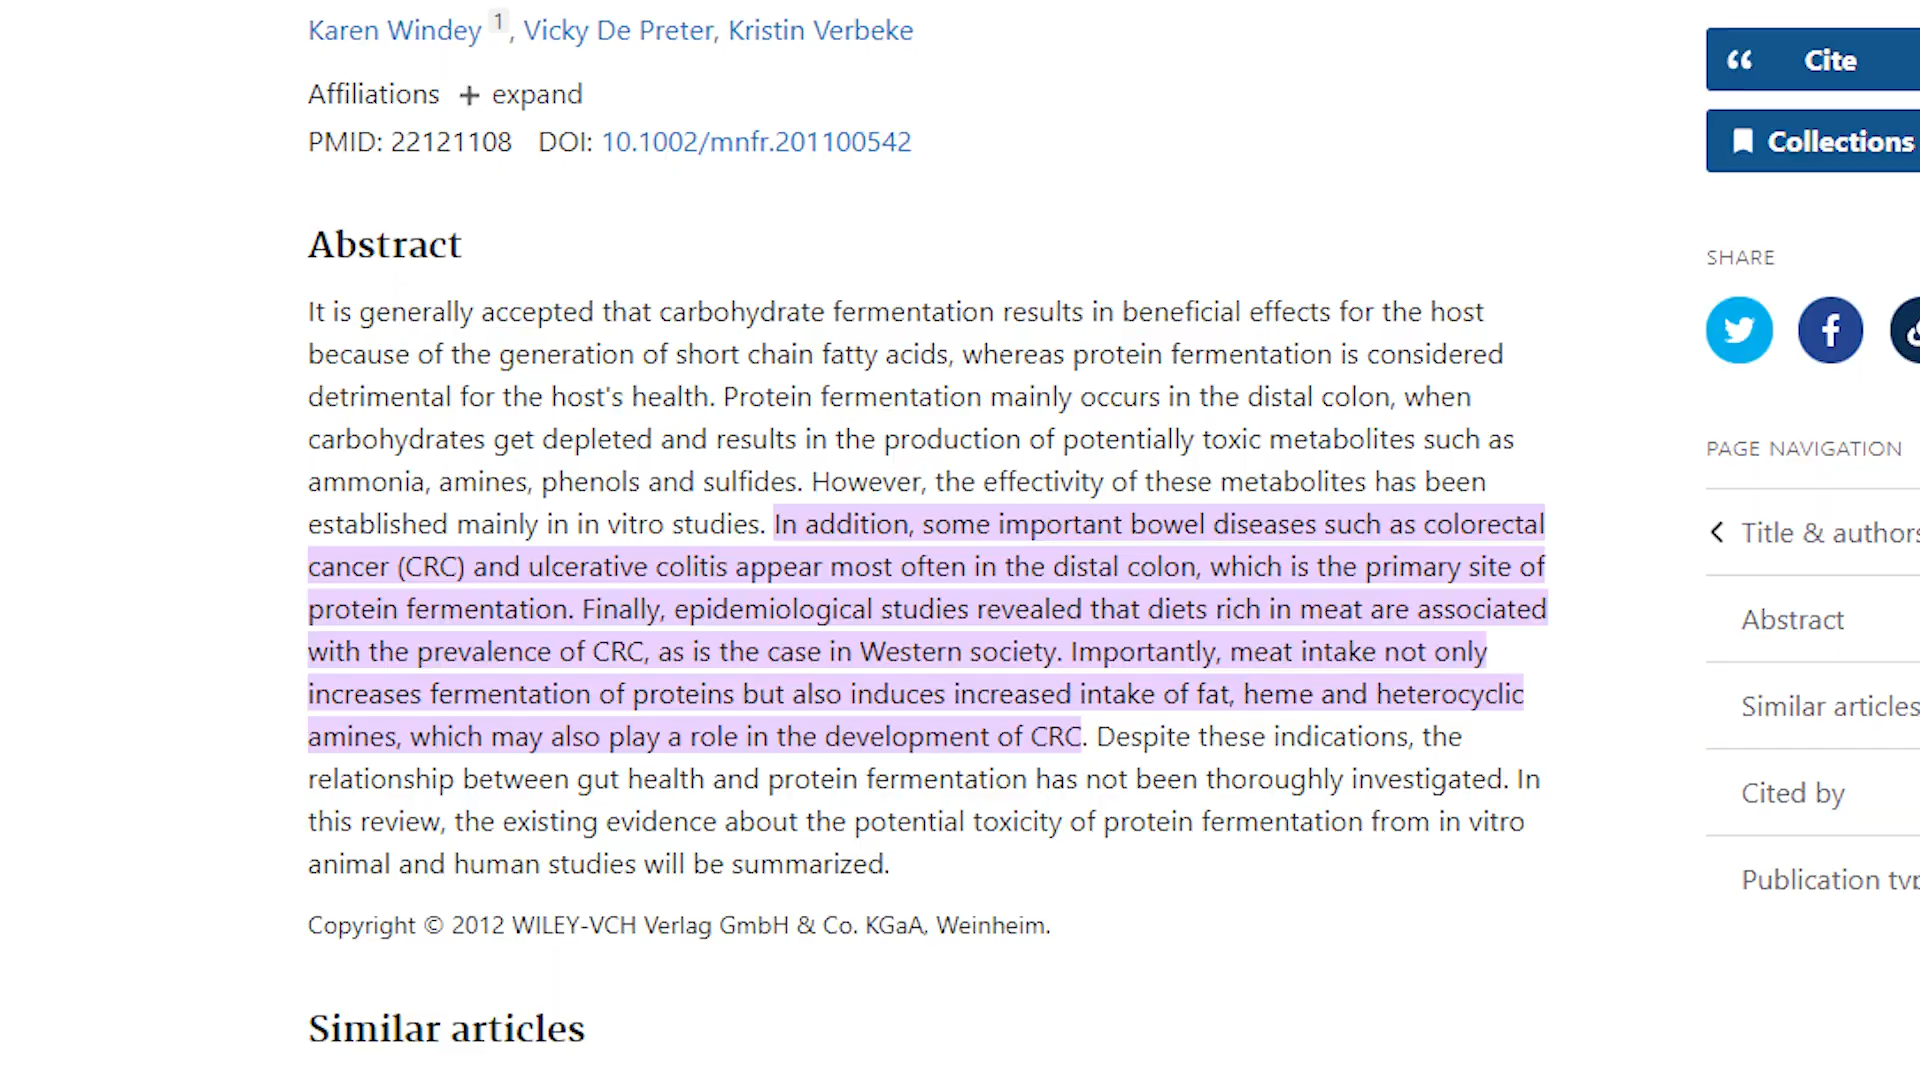 Karen Windey 1, Vicky De Preter, Kristin Verbeke
Affiliations + expand
PMID: 22121108 DOI: 10.1002/mnfr.201100542
Abstract
It is generally accepted that carbohydrate fermentation results in beneficial effects for the host
because of the generation of short chain fatty acids, whereas protein fermentation is considered
detrimental for the host's health. Protein fermentation mainly occurs in the distal colon, when
carbohydrates get depleted and results in the production of potentially toxic metabolites such as
ammonia, amines, phenols and sulfides. However, the effectivity of these metabolites has been
established mainly in in vitro studies. In addition, some important bowel diseases such as colorectal
cancer (CRC) and ulcerative colitis appear most often in the distal colon, which is the primary site of
protein fermentation. Finally, epidemiological studies revealed that diets rich in meat are associated
with the prevalence of CRC, as is the case in Western society. Importantly, meat intake not only
increases fermentation of proteins but also induces increased intake of fat, heme and heterocyclic
amines, which may also play a role in the development of CRC. Despite these indications, the
relationship between gut health and protein fermentation has not been thoroughly investigated. In
this review, the existing evidence about the potential toxicity of protein fermentation from in vitro
animal and human studies will be summarized.
Copyright © 2012 WILEY-VCH Verlag GmbH & Co. KGaA, Weinheim.
Similar articles
Cite
Collections
SHARE
PAGE NAVIGATION
Title & authors
Abstract
Similar articles
Cited by
Publication